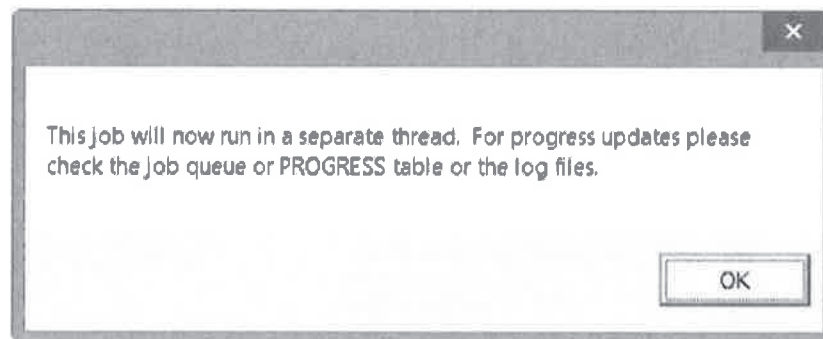 This job will now run in a separate thread. For progress updates please
check the job queue or PROGRESS table or the log files.
OK